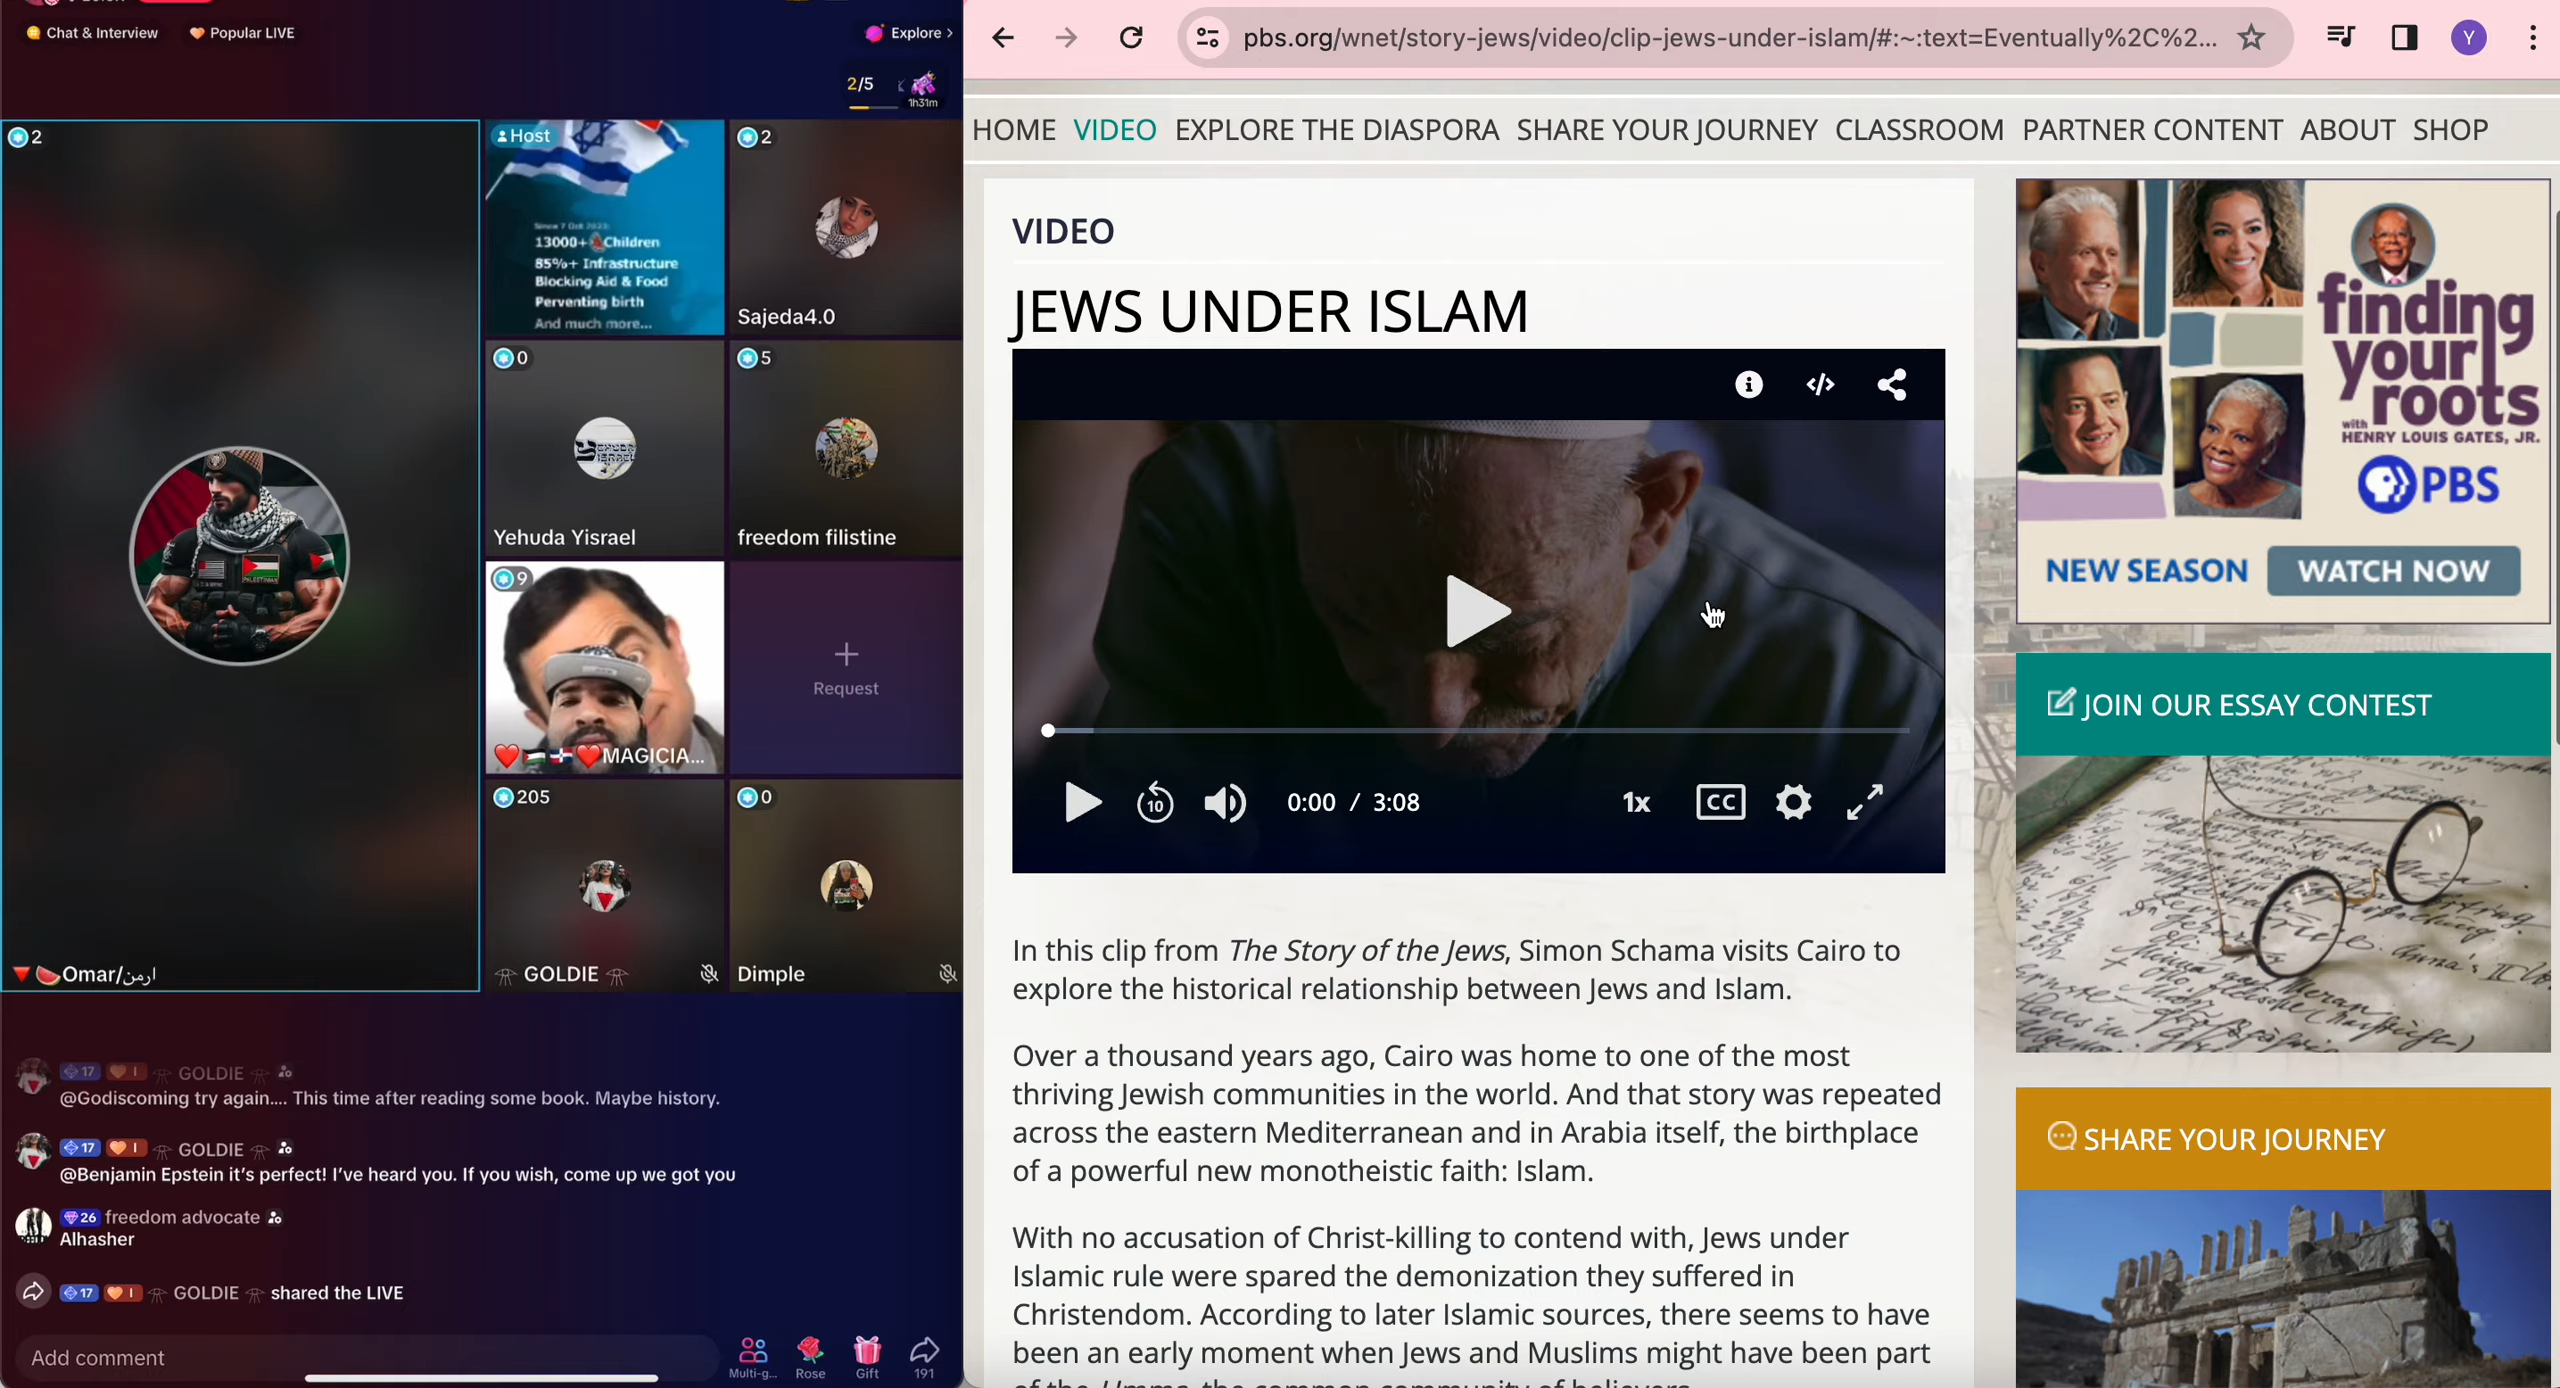 Chat & Interview
Popular LIVE
Explore >
2/5
1h31m
2
Host
Since 7 Oct 2023:
13000+ Children
85%+ Infrastructure
Blocking Aid & Food
Perventing birth
And much more...
2
Sajeda4.0
0
Yehuda Yisrael
5
freedom filistine
PALESTINIAN
9
MAGICIA...
+
Request
Omar/ارمن
205
GOLDIE
0
Dimple
17 I GOLDIE
@Godiscoming try again.... This time after reading some book. Maybe history.
17 I GOLDIE
@Benjamin Epstein it's perfect! I've heard you. If you wish, come up we got you
26 freedom advocate
Alhasher
17 I GOLDIE shared the LIVE
Add comment
Multi-g...
Rose
Gift
191
pbs.org/wnet/story-jews/video/clip-jews-under-islam/#:~:text=Eventually%2C%2...
Y
HOME VIDEO EXPLORE THE DIASPORA SHARE YOUR JOURNEY CLASSROOM PARTNER CONTENT ABOUT SHOP
VIDEO
JEWS UNDER ISLAM
10
0:00 / 3:08
1x
CC
In this clip from The Story of the Jews, Simon Schama visits Cairo to
explore the historical relationship between Jews and Islam.
Over a thousand years ago, Cairo was home to one of the most
thriving Jewish communities in the world. And that story was repeated
across the eastern Mediterranean and in Arabia itself, the birthplace
of a powerful new monotheistic faith: Islam.
With no accusation of Christ-killing to contend with, Jews under
Islamic rule were spared the demonization they suffered in
Christendom. According to later Islamic sources, there seems to have
been an early moment when Jews and Muslims might have been part
of the Umma, the common community of believers.
finding
your
roots
with
HENRY LOUIS GATES, JR.
PBS
NEW SEASON
WATCH NOW
JOIN OUR ESSAY CONTEST
SHARE YOUR JOURNEY